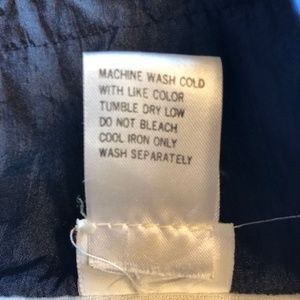 MACHINE WASH COLD
WITH LIKE COLOR
TUMBLE DRY LOW
DO NOT BLEACH
COOL IRON ONLY
WASH SEPARATELY